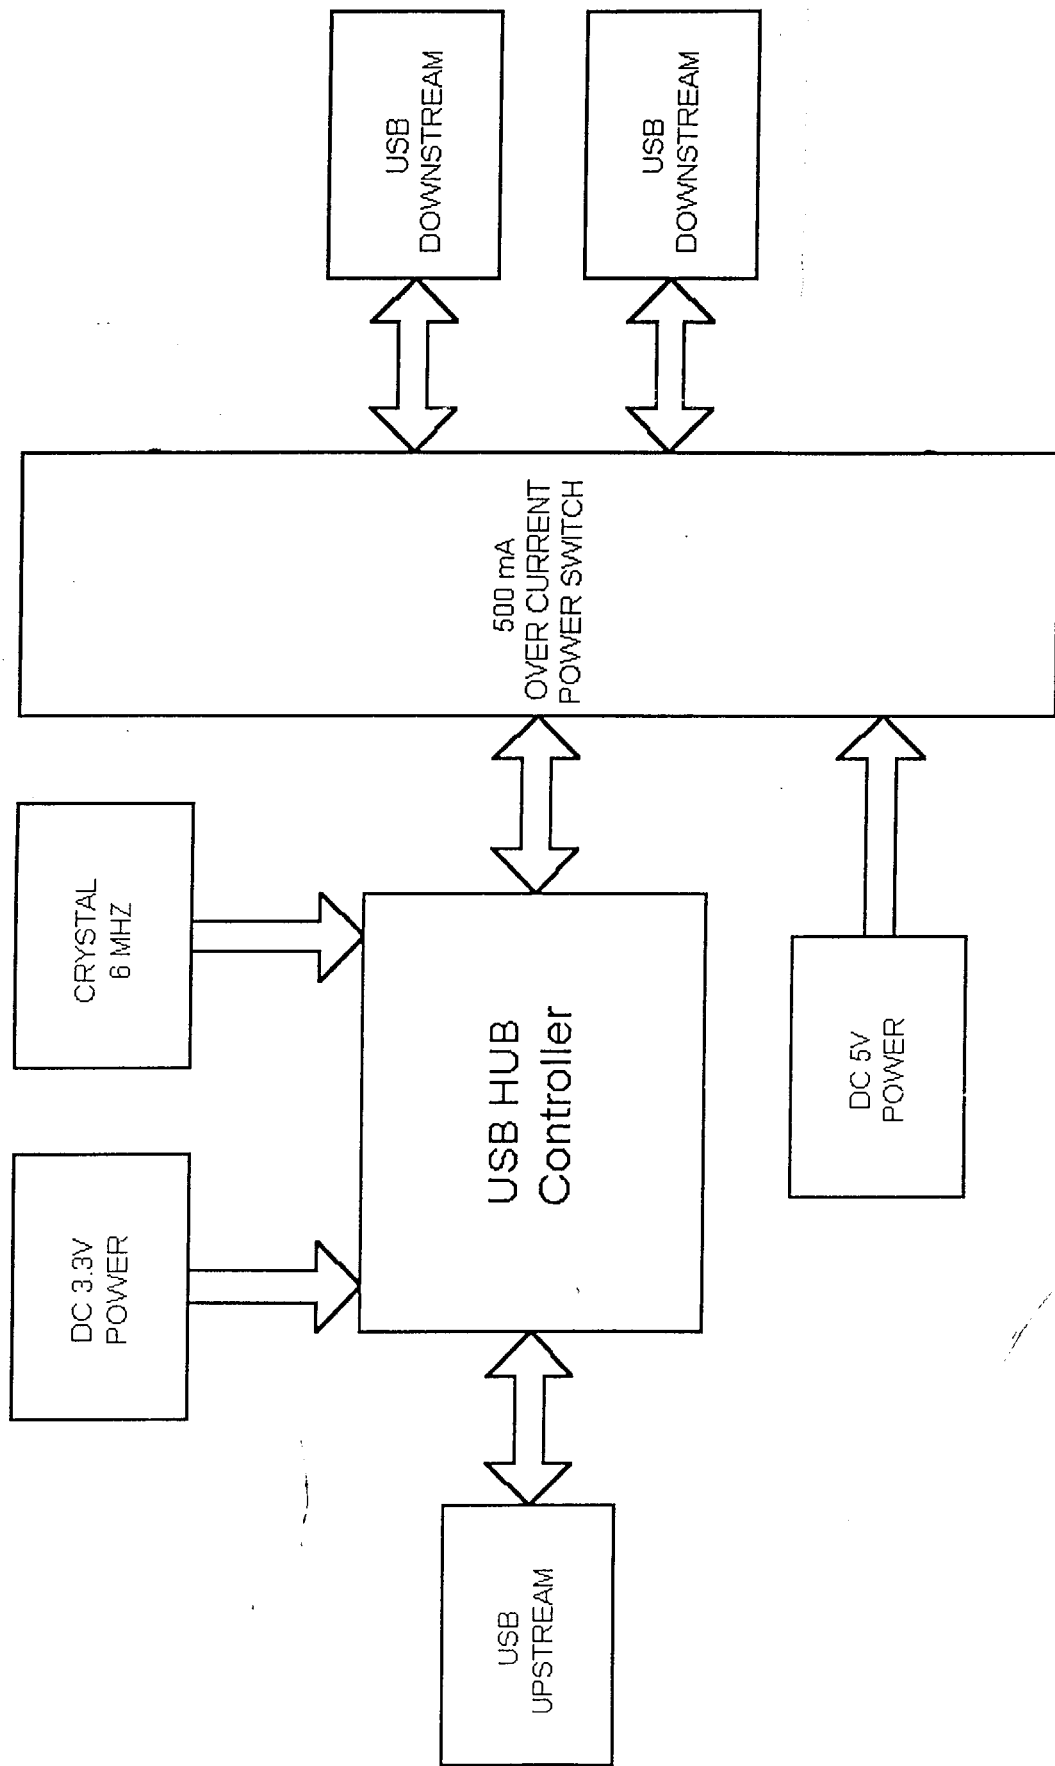 DC 3.3V
POWER
CRYSTAL
6 MHZ
USB
UPSTREAM
USB HUB
Controller
500 mA
OVER CURRENT
POWER SWITCH
USB
DOWNSTREAM
USB
DOWNSTREAM
DC 5V
POWER